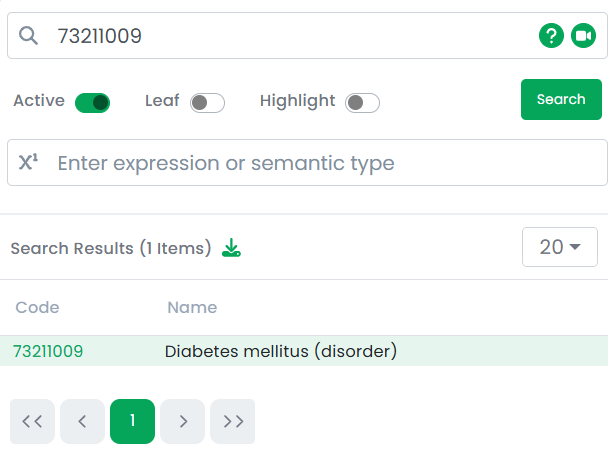 73211009 ?
Active Leaf Highlight Search
X¹ Enter expression or semantic type
Search Results (1 Items) 20
Code Name
73211009 Diabetes mellitus (disorder)
<< < 1 > >>